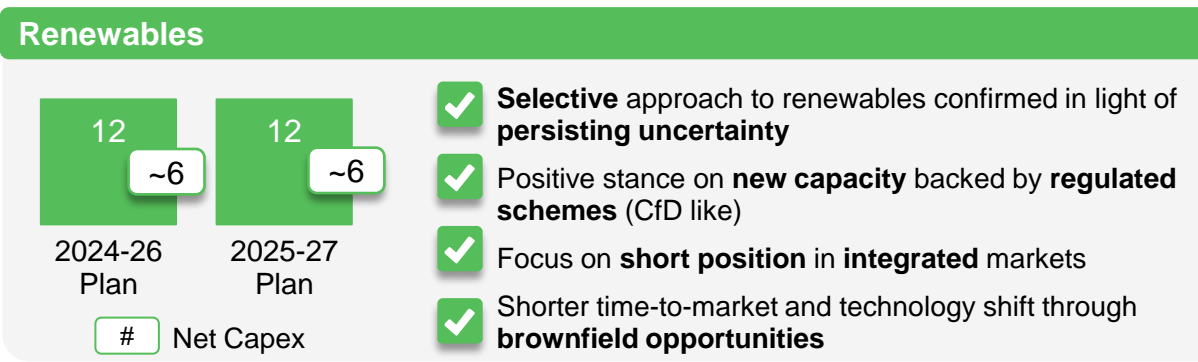 Renewables
12
~6
12
~6
2024-26
Plan
2025-27
Plan
# Net Capex
Selective approach to renewables confirmed in light of
persisting uncertainty
Positive stance on new capacity backed by regulated
schemes (CfD like)
Focus on short position in integrated markets
Shorter time-to-market and technology shift through
brownfield opportunities